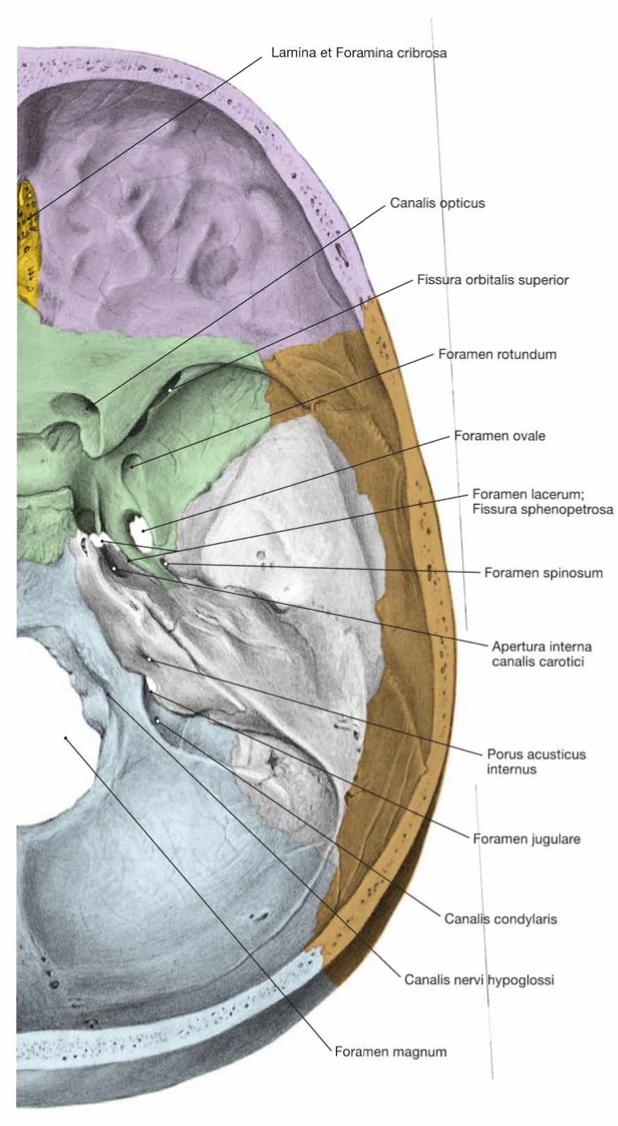 Lamina et Foramina cribrosa
Canalis opticus
Fissura orbitalis superior
Foramen rotundum
Foramen ovale
Foramen lacerum;
Fissura sphenopetrosa
Foramen spinosum
Apertura interna
canalis carotici
Porus acusticus
internus
Foramen jugulare
Canalis condylaris
Canalis nervi hypoglossi
Foramen magnum